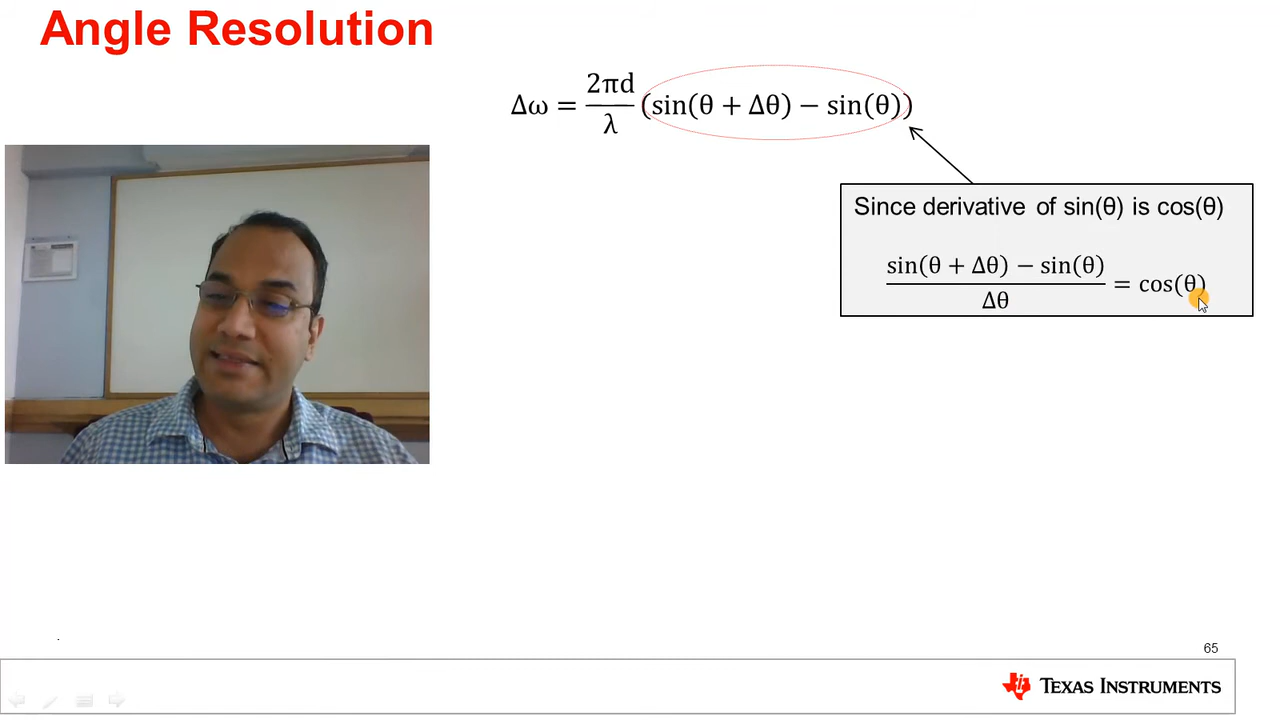 Angle Resolution
Δω = 2πd/λ (sin(θ + Δθ) − sin(θ))
Since derivative of sin(θ) is cos(θ)
sin(θ + Δθ) − sin(θ)/Δθ = cos(θ)
65
TEXAS INSTRUMENTS